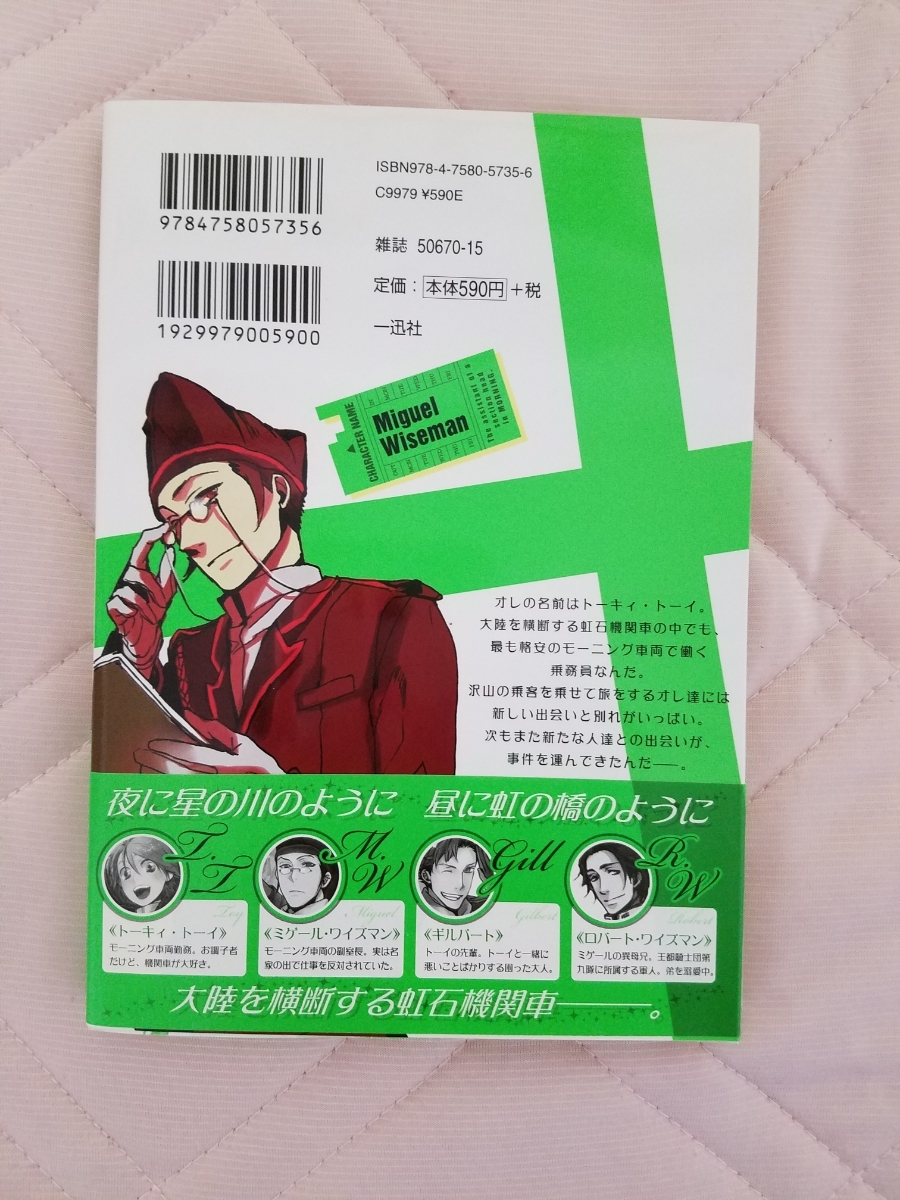 ISBN978-4-7580-5735-6
C9979 ¥590E
9784758057356
雑誌 50670-15
定価：本体590円+税
1929979005900
一迅社
CHARACTER NAME
Miguel
Wiseman
the assistant of a
section head
in MORNING.
オレの名前はトーキィ・トーイ。
大陸を横断する虹石機関車の中でも、
最も格安のモーニング車両で働く
乗務員なんだ。
沢山の乗客を乗せて旅をするオレ達には
新しい出会いと別れがいっぱい。
次もまた新たな人達との出会いが、
事件を運んできたんだ――。
夜に星の川のように 昼に虹の橋のように
T.T
Toy
《トーキィ・トーイ》
モーニング車両勤務。お調子者
だけど、機関車が大好き。
M.W
Miguel
《ミゲール・ワイズマン》
モーニング車両の副室長。実は名
家の出で仕事を反対されていた。
Gill
Gilbert
《ギルバート》
トーイの先輩。トーイと一緒に
悪いことばかりする困った大人。
R.W
Robert
《ロバート・ワイズマン》
ミゲールの異母兄。王都騎士団第
九隊に所属する軍人。弟を溺愛中。
大陸を横断する虹石機関車―――。